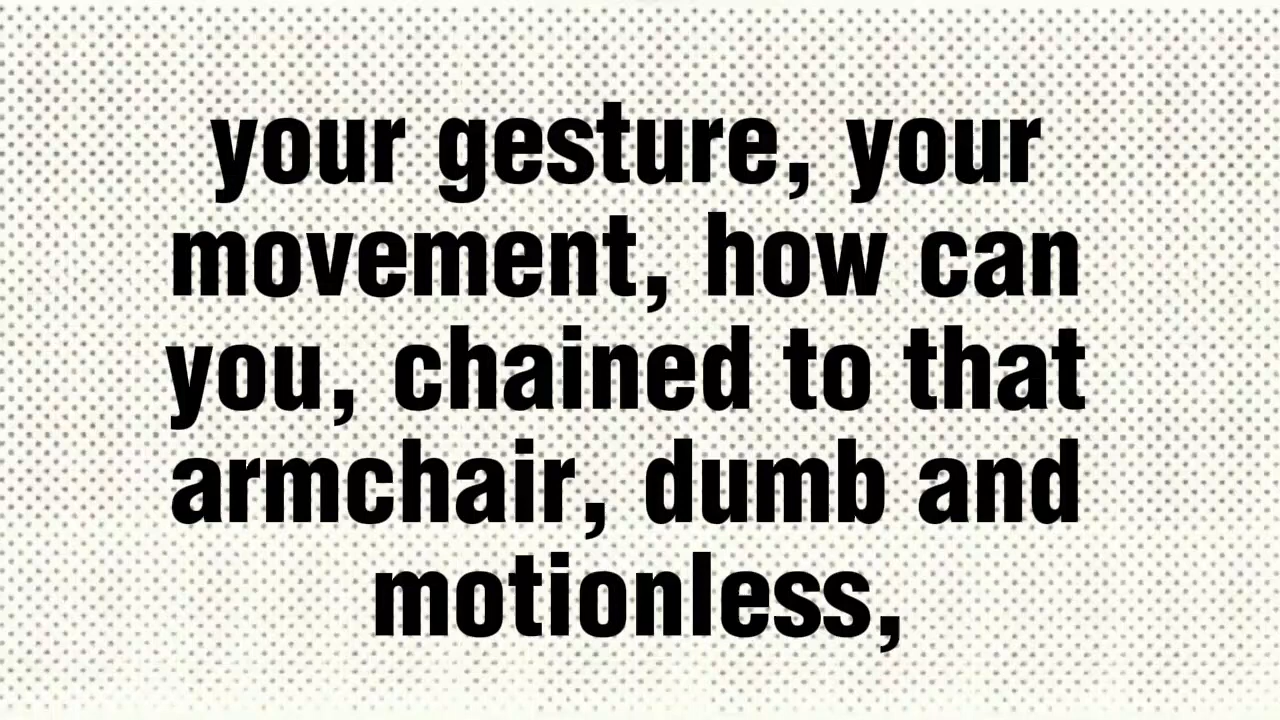 your gesture, your
movement, how can
you, chained to that
armchair, dumb and
motionless,